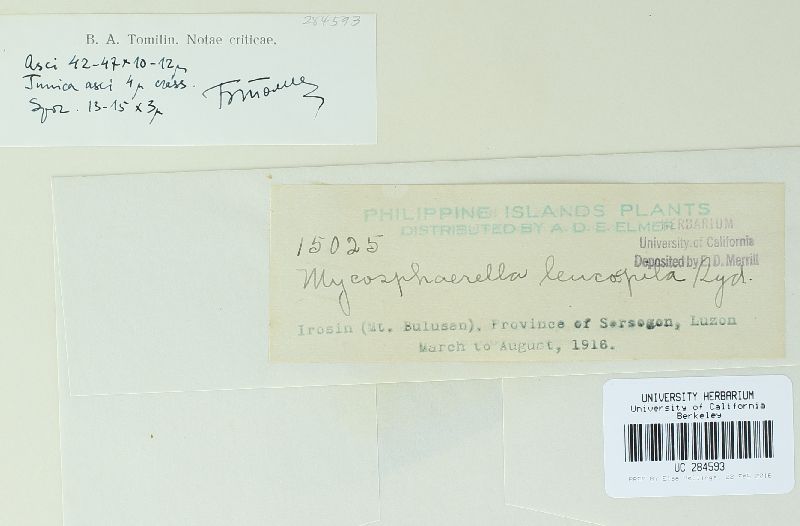 284593
B. A. Tomilin. Notae criticae.
Asci 42-47×10-12μ
Tunica asci 4μ crass.
Spor. 13-15 × 3μ
PHILIPPINE ISLANDS PLANTS
DISTRIBUTED BY A. D. E. ELMER
HERBARIUM
University of California
Deposited by E. D. Merrill
15025
Mycosphaerella leucopila Syd.
Irosin (Mt. Bulusan), Province of Sorsogon, Luzon
March to August, 1916.
UNIVERSITY HERBARIUM
University of California
Berkeley
UC 284593